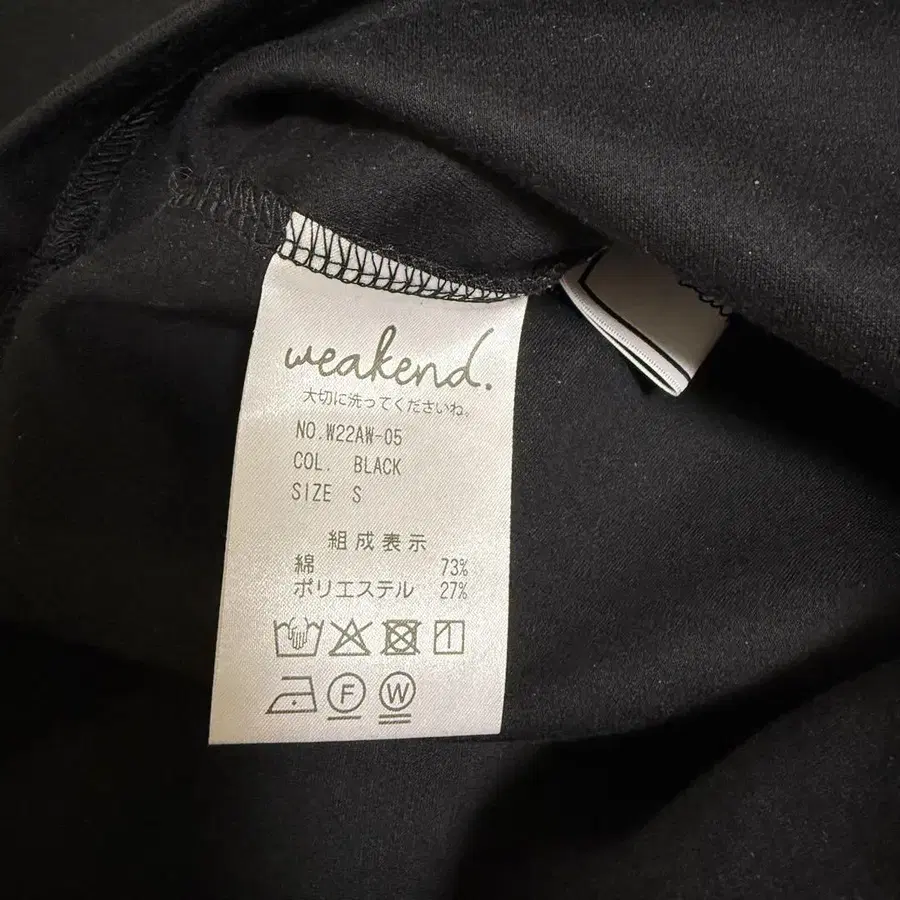 weakend.
大切に洗ってくださいね。
NO.W22AW-05
COL. BLACK
SIZE S
組成表示
綿 73%
ポリエステル 27%
F W